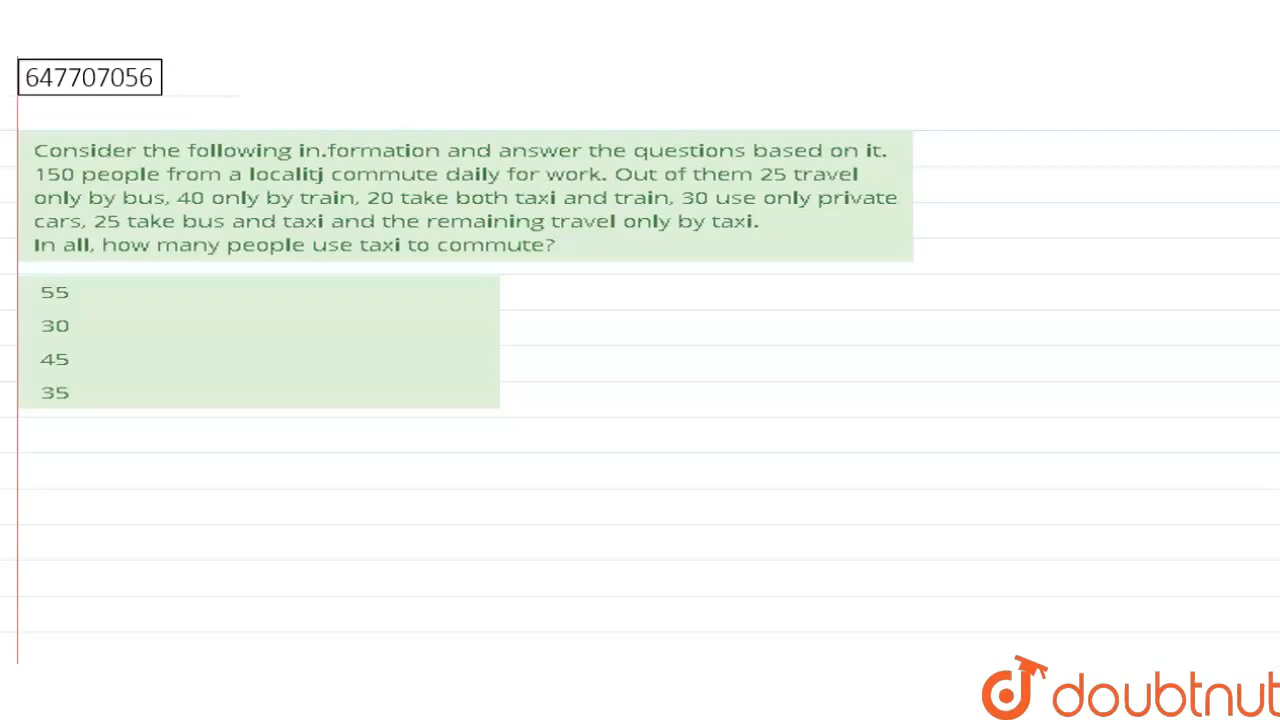 647707056
Consider the following in.formation and answer the questions based on it.
150 people from a localitj commute daily for work. Out of them 25 travel
only by bus, 40 only by train, 20 take both taxi and train, 30 use only private
cars, 25 take bus and taxi and the remaining travel only by taxi.
In all, how many people use taxi to commute?
55
30
45
35
doubtnut